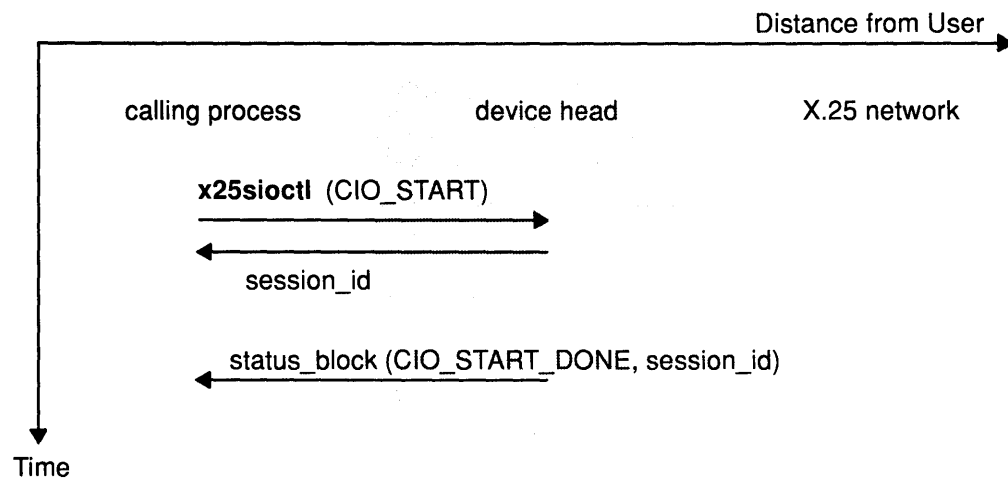 Distance from User
calling process
device head
X.25 network
x25sioctl (CIO_START)
session_id
status_block (CIO_START_DONE, session_id)
Time